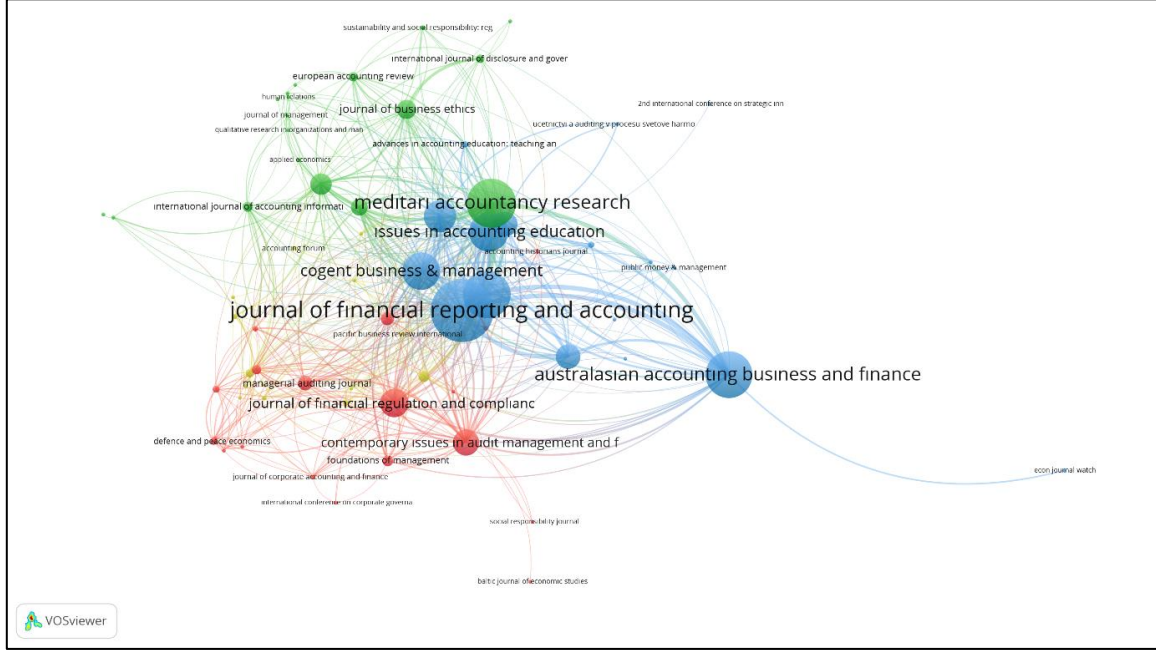 sustainability and social responsibility: reg
international journal of disclosure and gover
european accounting review
human relations
journal of business ethics
2nd international conference on strategic inn
journal of management
ucetnictvi a auditing v procesu svetove harmo
qualitative research in organizations and man
advances in accounting education: teaching an
applied economics
international journal of accounting informati
meditari accountancy research
issues in accounting education
accounting forum
accounting historians journal
cogent business & management
public money & management
journal of financial reporting and accounting
pacific business review international
australasian accounting business and finance
managerial auditing journal
journal of financial regulation and complianc
defence and peace economics
contemporary issues in audit management and f
foundations of management
econ journal watch
journal of corporate accounting and finance
international conference on corporate governa
social responsibility journal
baltic journal of economic studies
VOSviewer